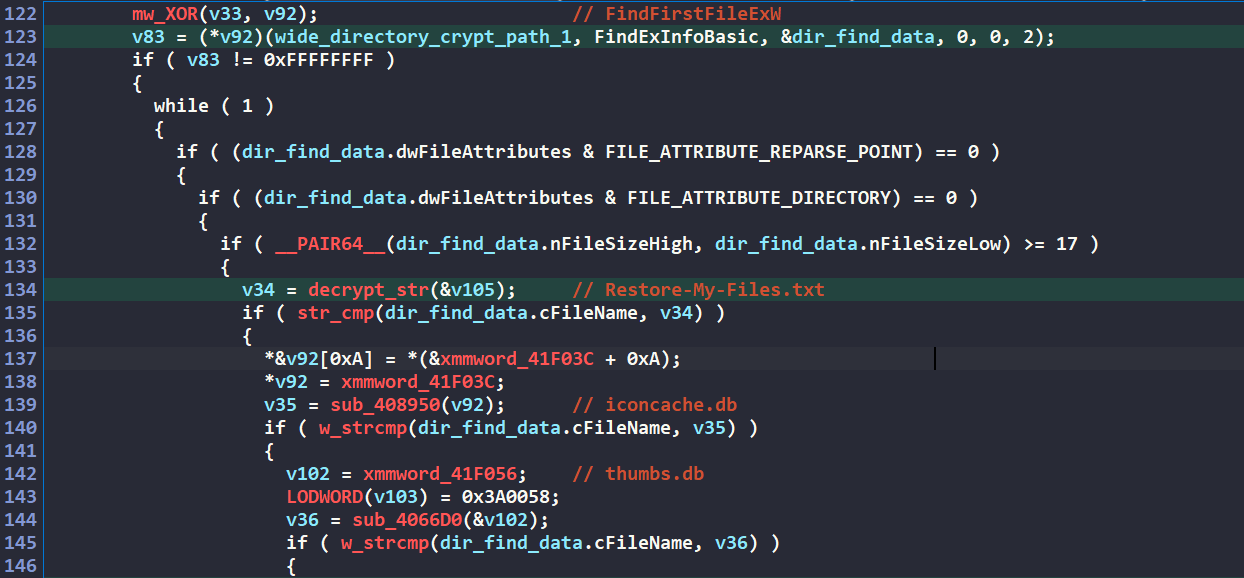 122 mw_XOR(v33, v92); // FindFirstFileExW
123 v83 = (*v92)(wide_directory_crypt_path_1, FindExInfoBasic, &dir_find_data, 0, 0, 2);
124 if ( v83 != 0xFFFFFFFF )
125 {
126 while ( 1 )
127 {
128 if ( (dir_find_data.dwFileAttributes & FILE_ATTRIBUTE_REPARSE_POINT) == 0 )
129 {
130 if ( (dir_find_data.dwFileAttributes & FILE_ATTRIBUTE_DIRECTORY) == 0 )
131 {
132 if ( __PAIR64__(dir_find_data.nFileSizeHigh, dir_find_data.nFileSizeLow) >= 17 )
133 {
134 v34 = decrypt_str(&v105); // Restore-My-Files.txt
135 if ( str_cmp(dir_find_data.cFileName, v34) )
136 {
137 *&v92[0xA] = *(&xmmword_41F03C + 0xA);
138 *v92 = xmmword_41F03C;
139 v35 = sub_408950(v92); // iconcache.db
140 if ( w_strcmp(dir_find_data.cFileName, v35) )
141 {
142 v102 = xmmword_41F056; // thumbs.db
143 LODWORD(v103) = 0x3A0058;
144 v36 = sub_4066D0(&v102);
145 if ( w_strcmp(dir_find_data.cFileName, v36) )
146 {